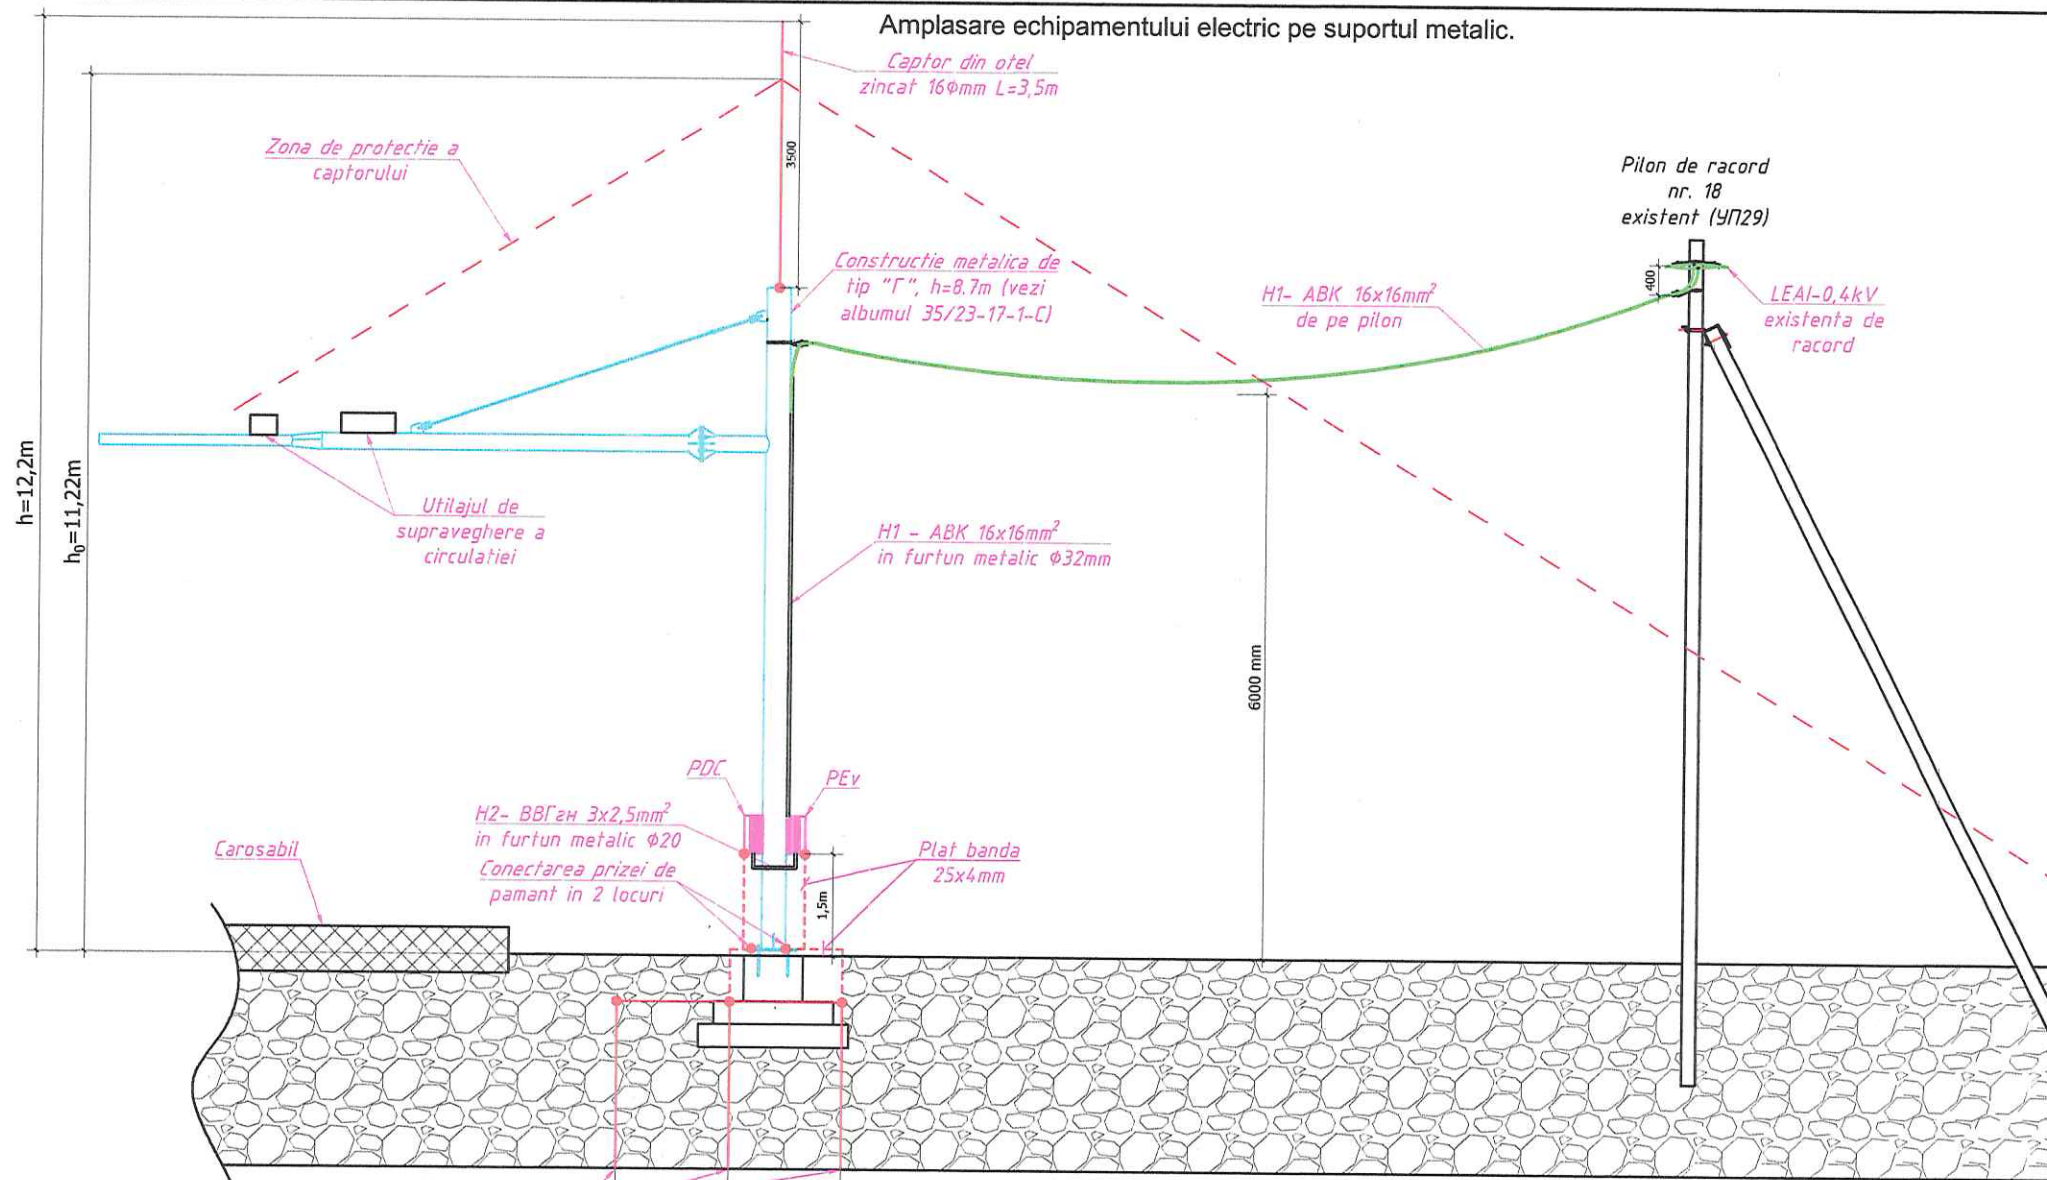 Amplasare echipamentului electric pe suportul metalic.
Captor din otel
zincat 16Φmm L=3,5m
Zona de protectie a
captorului
3500
Pilon de racord
nr. 18
existent (УП29)
Constructie metalica de
tip "Г", h=8.7m (vezi
albumul 35/23-17-1-C)
H1- ABK 16x16mm²
de pe pilon
400
LEAI-0,4kV
existenta de
racord
h=12,2m
h₀=11,22m
Utilajul de
supraveghere a
circulatiei
H1 - ABK 16x16mm²
in furtun metalic Φ32mm
6000 mm
PDC
PEv
H2- ВВГгн 3x2,5mm²
in furtun metalic Φ20
Conectarea prizei de
pamant in 2 locuri
Plat banda
25x4mm
1,5m
Carosabil